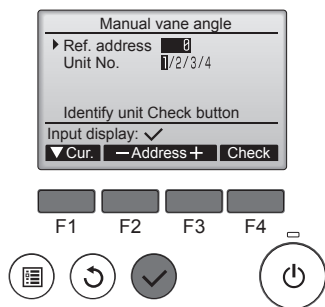 Manual vane angle
Ref. address 0
Unit No. 1/2/3/4
Identify unit Check button
Input display: ✓
▼Cur. −Address+ Check
F1 F2 F3 F4